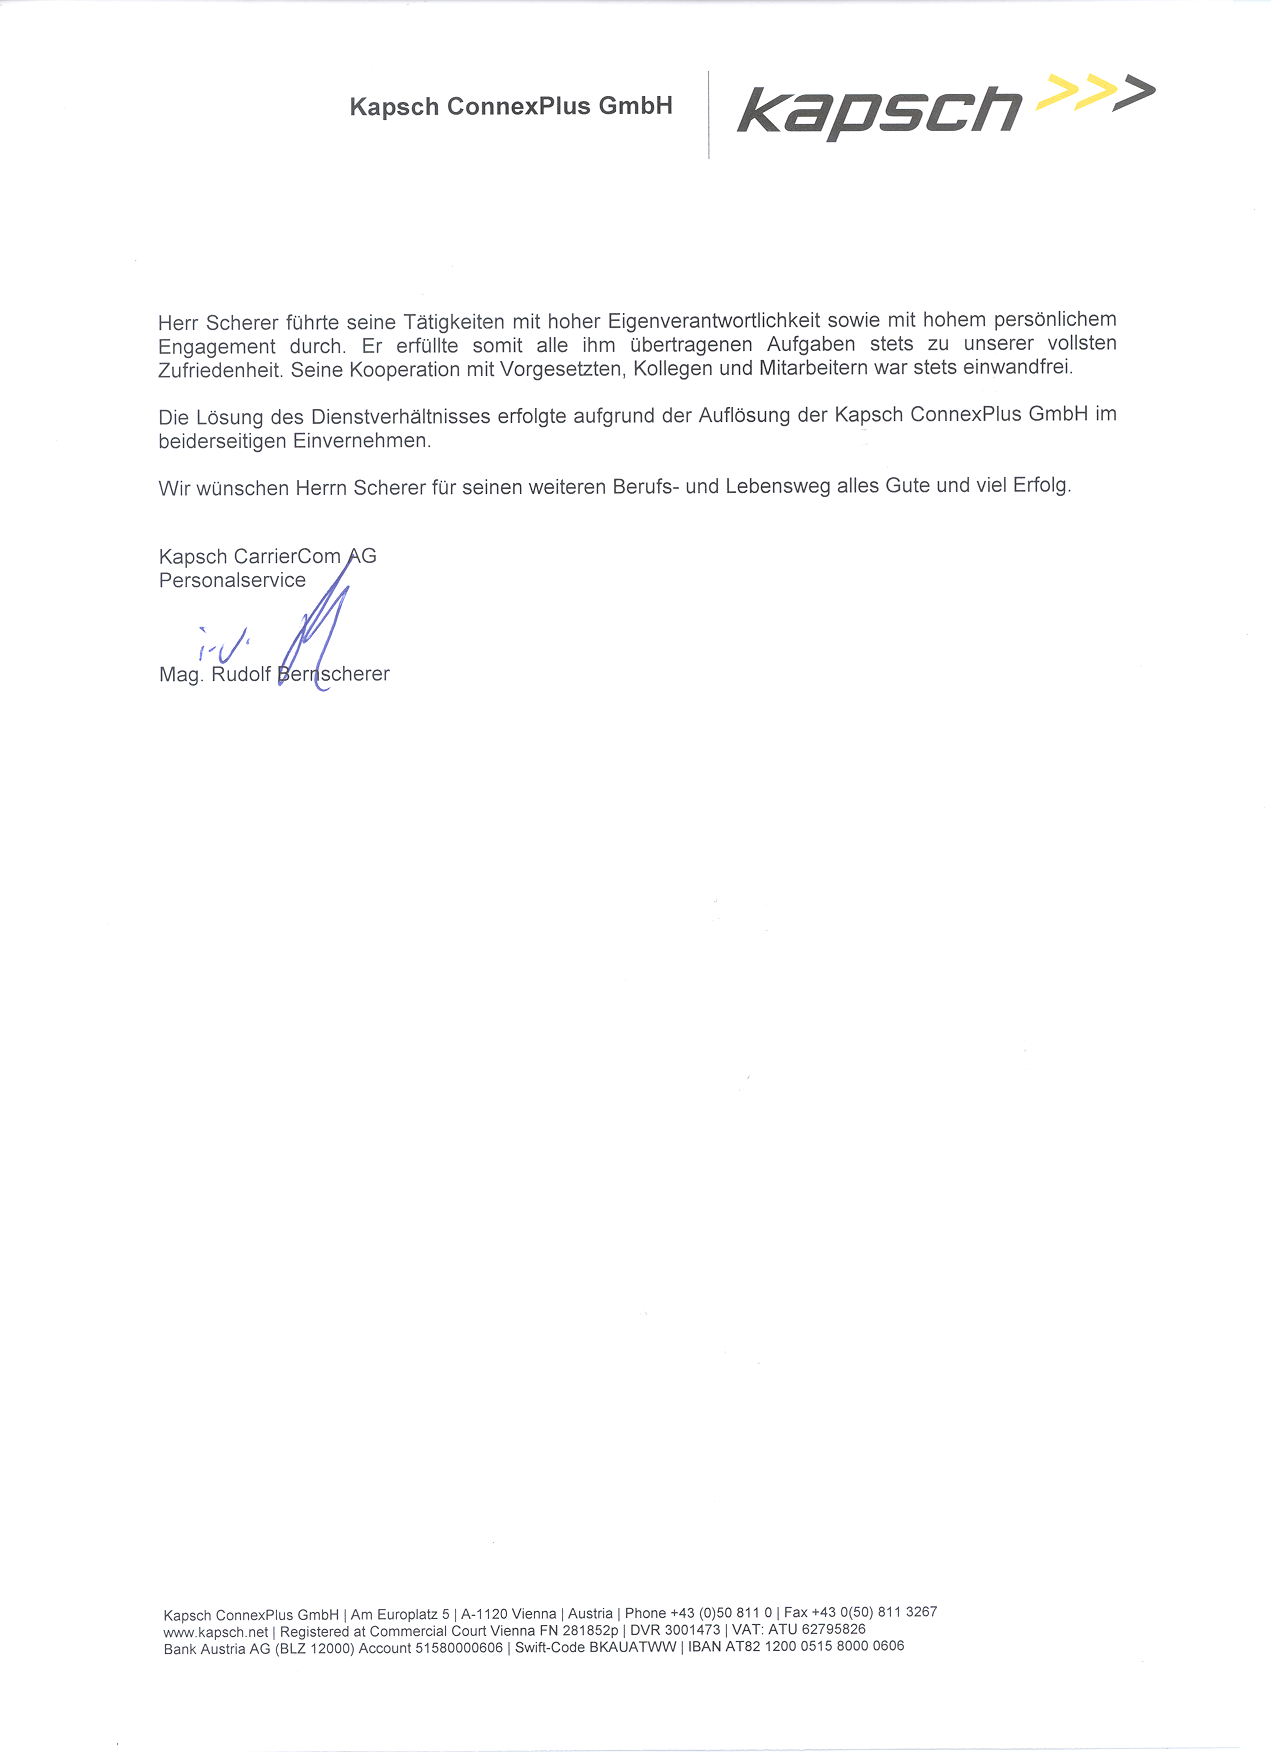 Kapsch ConnexPlus GmbH
kapsch >>>
Herr Scherer führte seine Tätigkeiten mit hoher Eigenverantwortlichkeit sowie mit hohem persönlichem
Engagement durch. Er erfüllte somit alle ihm übertragenen Aufgaben stets zu unserer vollsten
Zufriedenheit. Seine Kooperation mit Vorgesetzten, Kollegen und Mitarbeitern war stets einwandfrei.
Die Lösung des Dienstverhältnisses erfolgte aufgrund der Auflösung der Kapsch ConnexPlus GmbH im
beiderseitigen Einvernehmen.
Wir wünschen Herrn Scherer für seinen weiteren Berufs- und Lebensweg alles Gute und viel Erfolg.
Kapsch CarrierCom AG
Personalservice
i.V.
Mag. Rudolf Bernscherer
Kapsch ConnexPlus GmbH | Am Europlatz 5 | A-1120 Vienna | Austria | Phone +43 (0)50 811 0 | Fax +43 0(50) 811 3267
www.kapsch.net | Registered at Commercial Court Vienna FN 281852p | DVR 3001473 | VAT: ATU 62795826
Bank Austria AG (BLZ 12000) Account 51580000606 | Swift-Code BKAUATWW | IBAN AT82 1200 0515 8000 0606